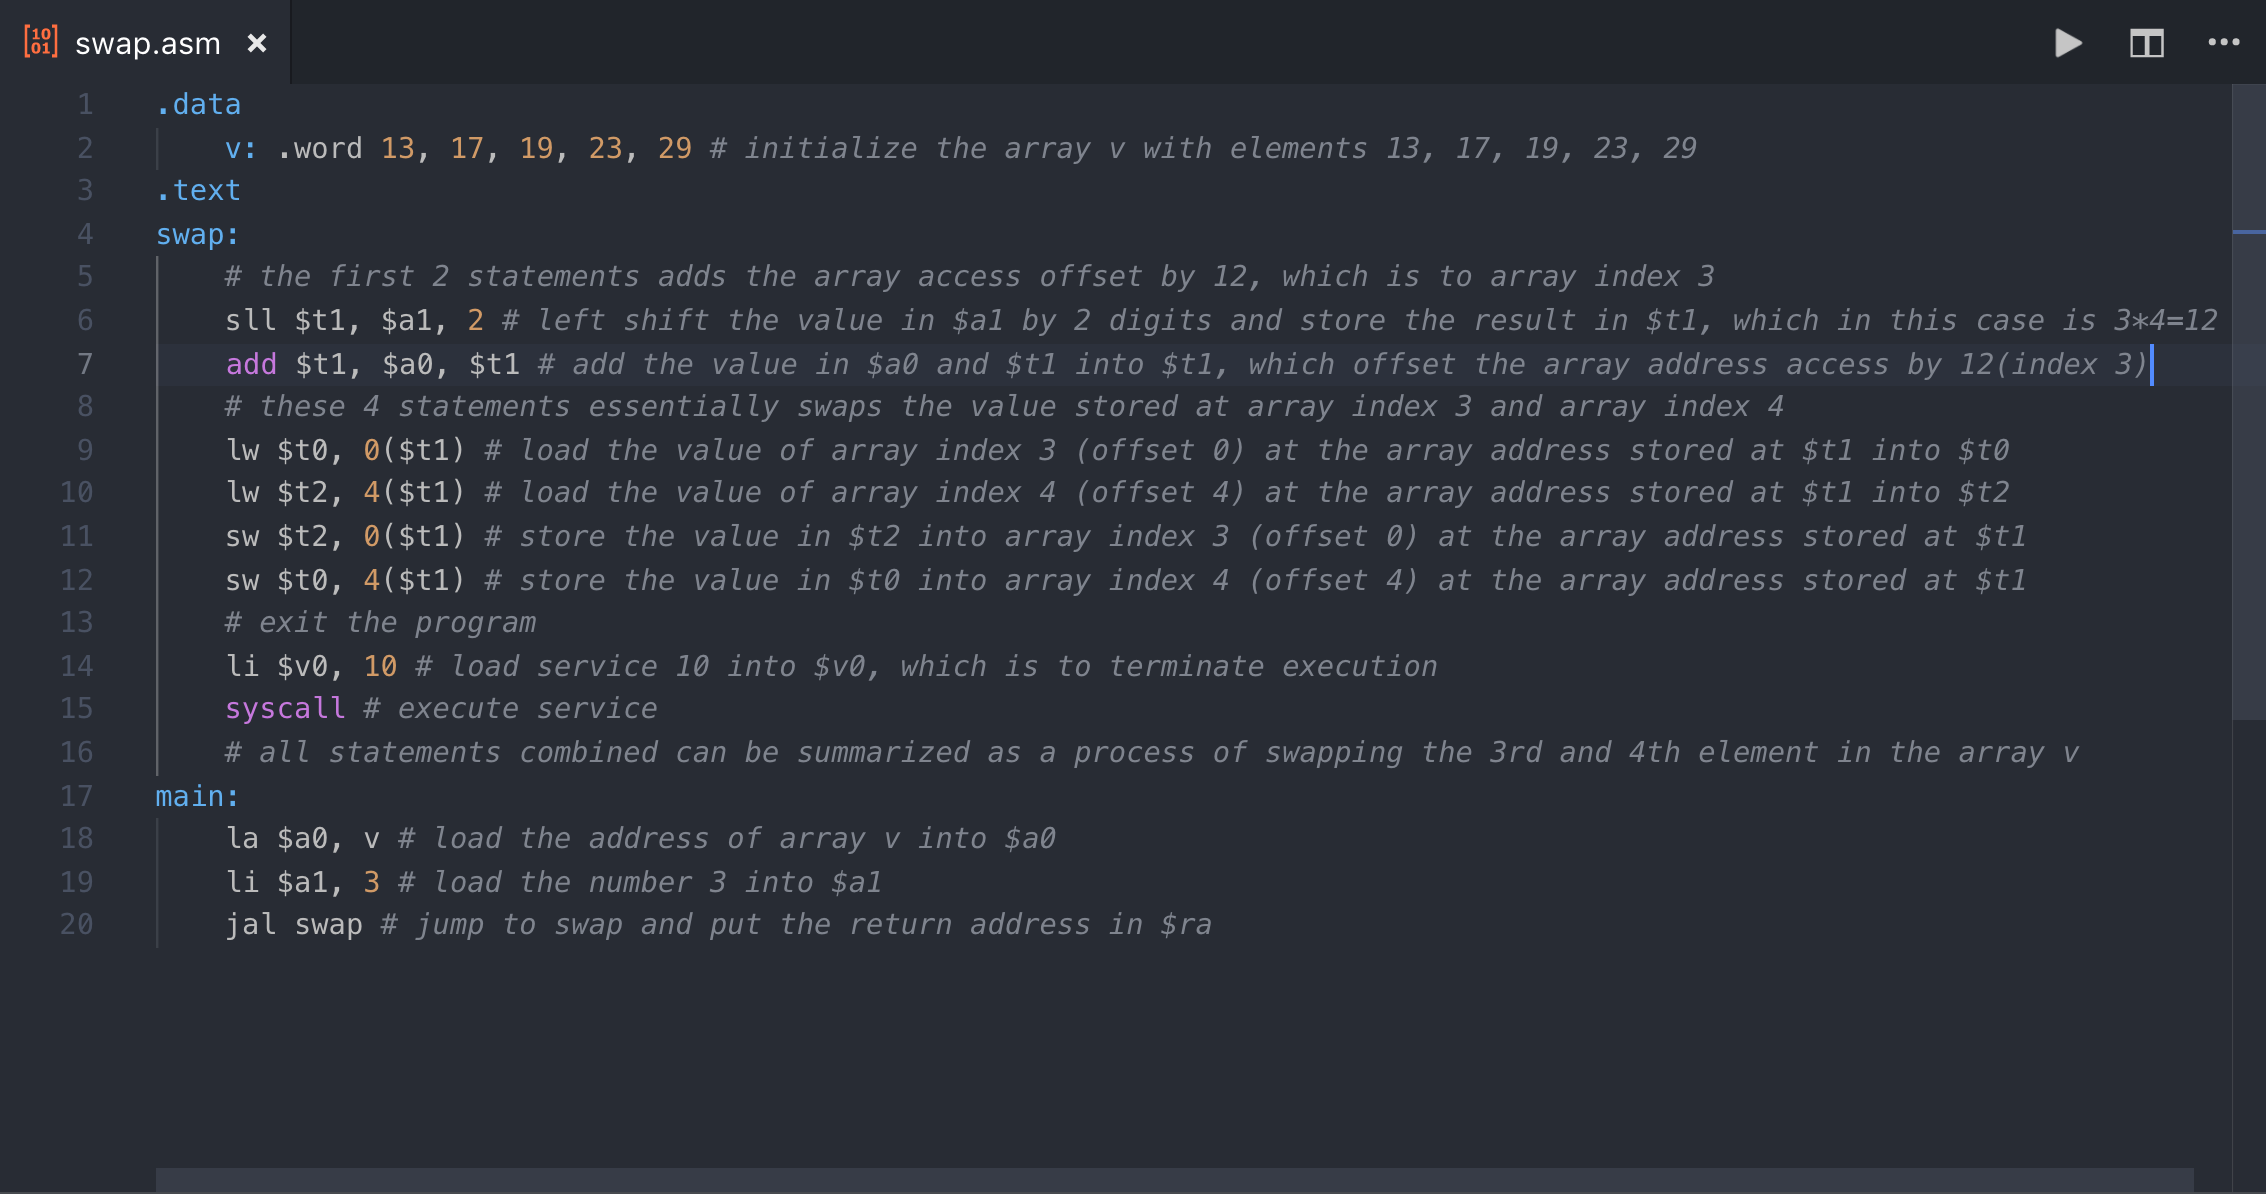 10
01
swap.asm
1 .data
2 v: .word 13, 17, 19, 23, 29 # initialize the array v with elements 13, 17, 19, 23, 29
3 .text
4 swap:
5 # the first 2 statements adds the array access offset by 12, which is to array index 3
6 sll $t1, $a1, 2 # left shift the value in $a1 by 2 digits and store the result in $t1, which in this case is 3*4=12
7 add $t1, $a0, $t1 # add the value in $a0 and $t1 into $t1, which offset the array address access by 12(index 3)
8 # these 4 statements essentially swaps the value stored at array index 3 and array index 4
9 lw $t0, 0($t1) # load the value of array index 3 (offset 0) at the array address stored at $t1 into $t0
10 lw $t2, 4($t1) # load the value of array index 4 (offset 4) at the array address stored at $t1 into $t2
11 sw $t2, 0($t1) # store the value in $t2 into array index 3 (offset 0) at the array address stored at $t1
12 sw $t0, 4($t1) # store the value in $t0 into array index 4 (offset 4) at the array address stored at $t1
13 # exit the program
14 li $v0, 10 # load service 10 into $v0, which is to terminate execution
15 syscall # execute service
16 # all statements combined can be summarized as a process of swapping the 3rd and 4th element in the array v
17 main:
18 la $a0, v # load the address of array v into $a0
19 li $a1, 3 # load the number 3 into $a1
20 jal swap # jump to swap and put the return address in $ra